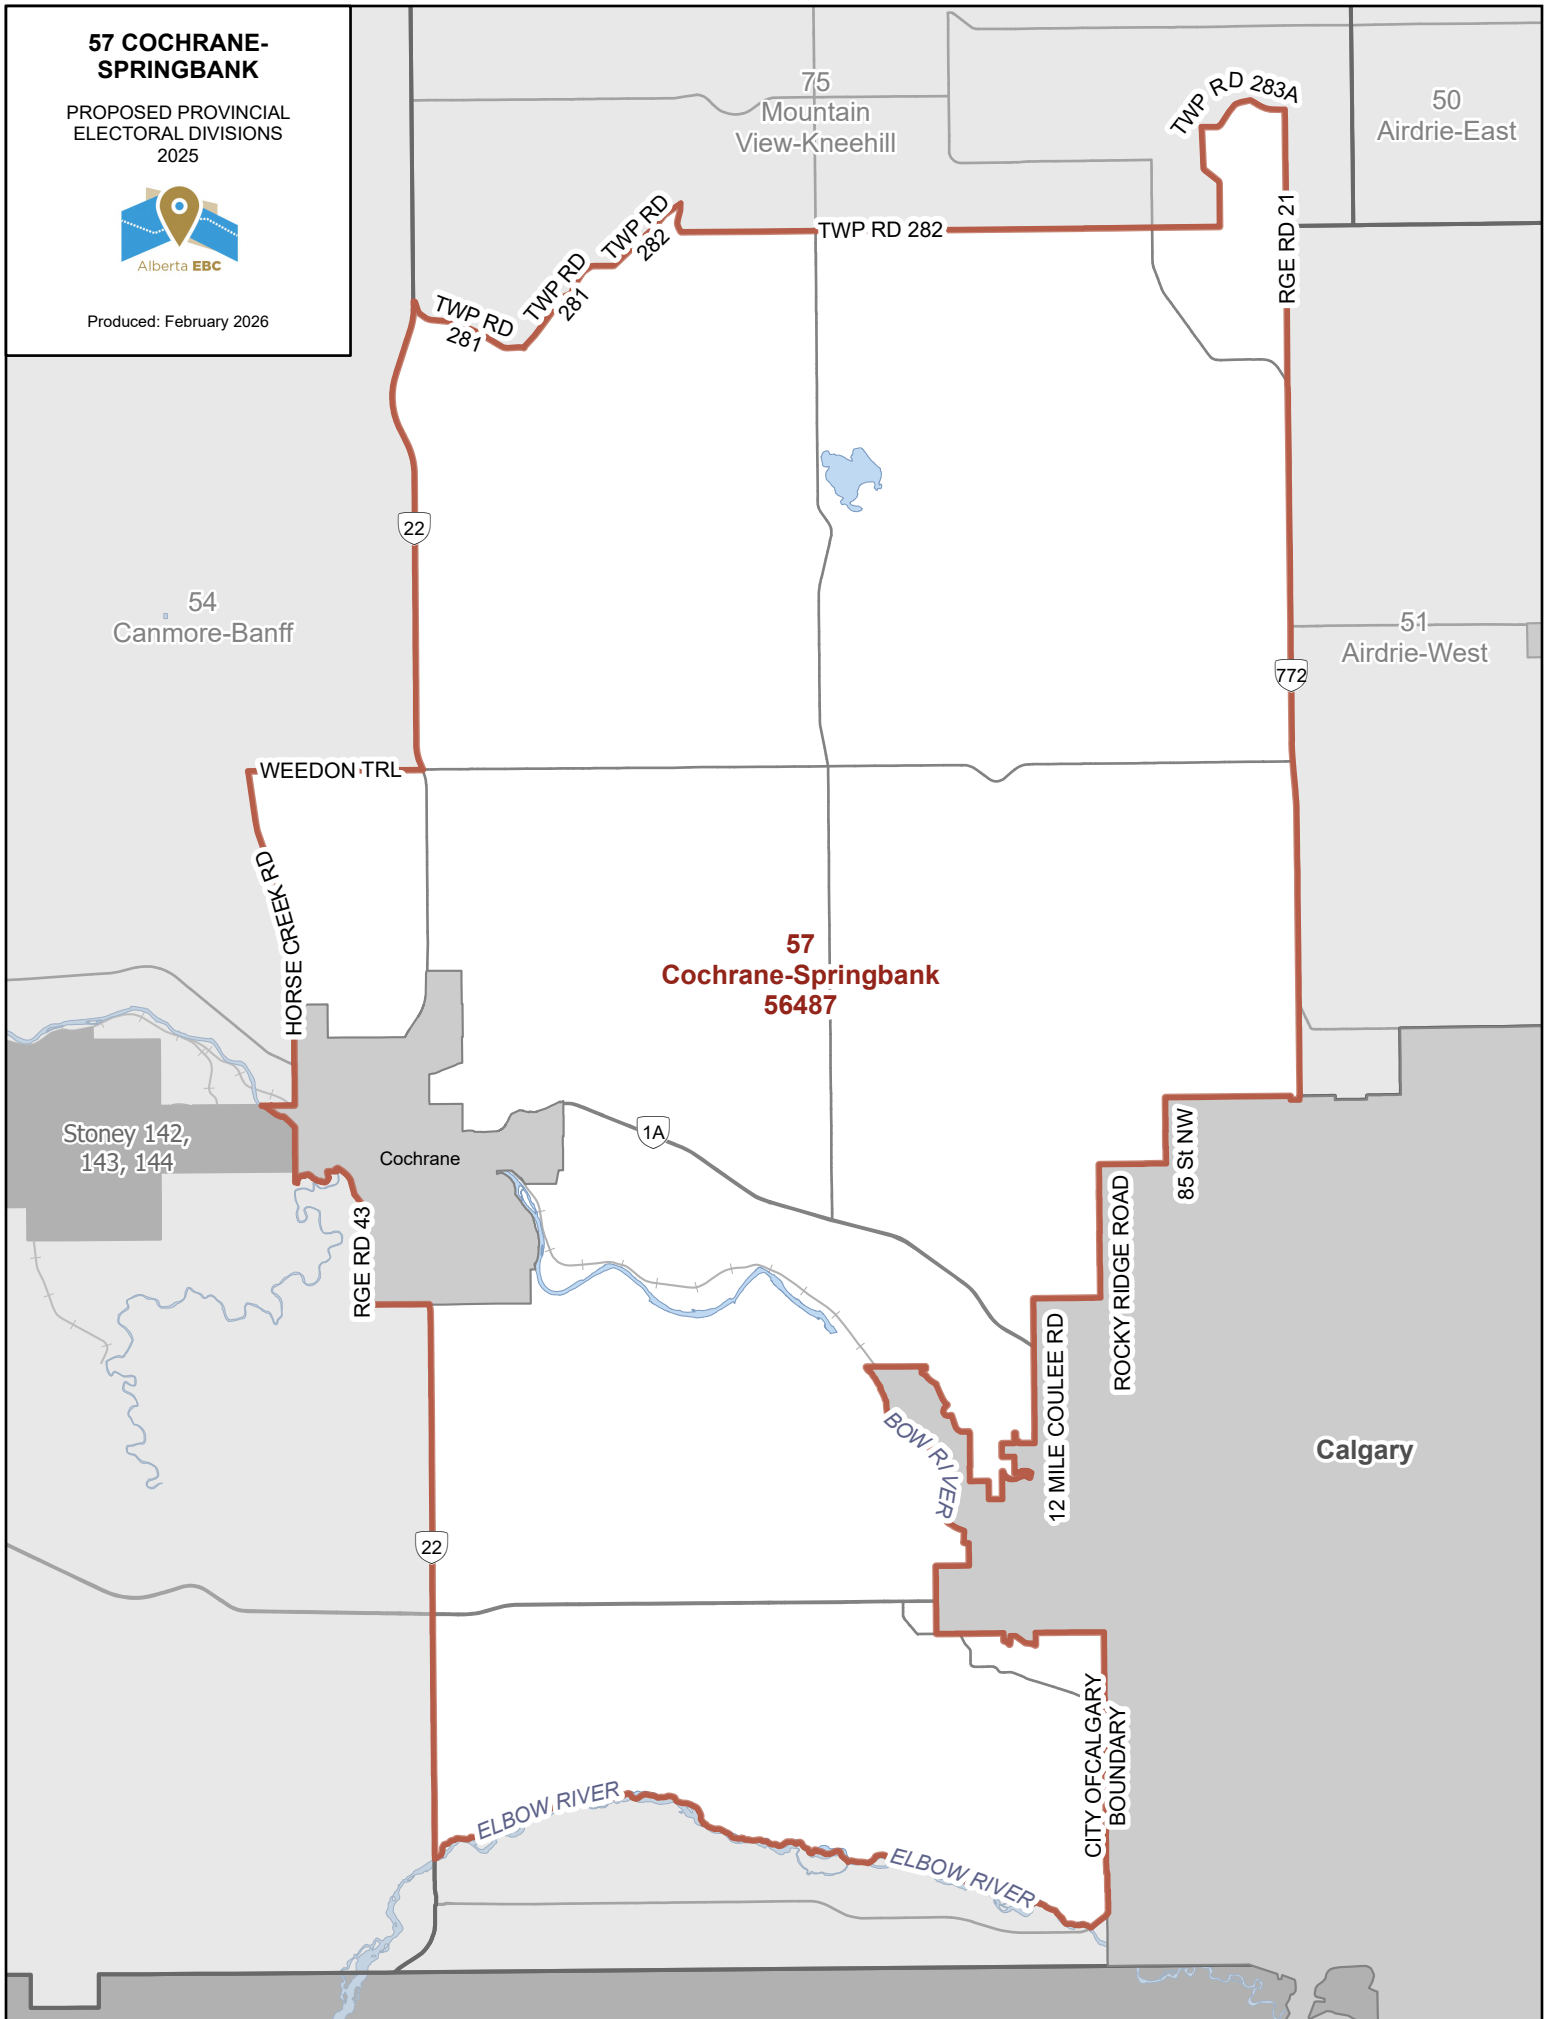 57 COCHRANE-
SPRINGBANK
PROPOSED PROVINCIAL
ELECTORAL DIVISIONS
2025
Alberta EBC
Produced: February 2026
75
Mountain
View-Kneehill
TWP RD 283A
50
Airdrie-East
TWP RD
282
TWP RD 282
RGE RD 21
TWP RD
281
TWP RD
281
22
54
Canmore-Banff
51
Airdrie-West
772
WEEDON TRL
HORSE CREEK RD
57
Cochrane-Springbank
56487
Stoney 142,
143, 144
Cochrane
1A
85 St NW
RGE RD 43
ROCKY RIDGE ROAD
12 MILE COULEE RD
BOW RIVER
Calgary
22
CITY OFCALGARY
BOUNDARY
ELBOW RIVER
ELBOW RIVER